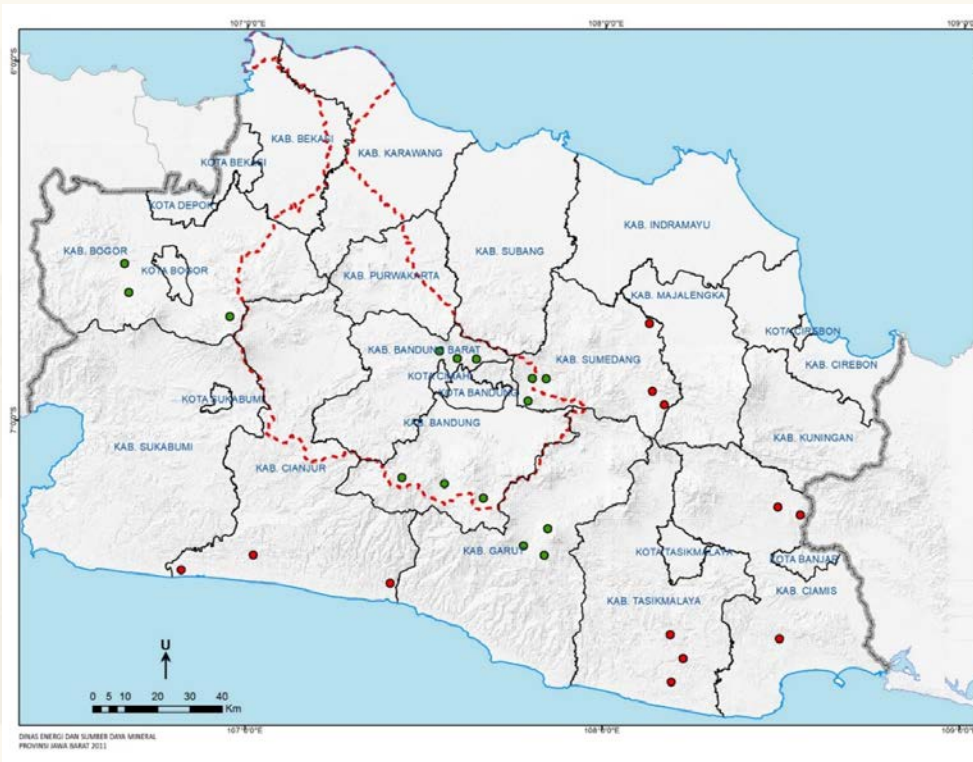 107°0'0"E
108°0'0"E
109°0'0"E
6°0'0"S
KAB. BEKASI
KAB. KARAWANG
KOTA BEKASI
KOTA DEPOK
KAB. INDRAMAYU
KAB. BOGOR
KAB. SUBANG
KOTA BOGOR
KAB. PURWAKARTA
KAB. MAJALENGKA
KOTA CIREBON
KAB. BANDUNG BARAT
KAB. SUMEDANG
KAB. CIREBON
KOTA CIMAHI
KOTA BANDUNG
KOTA SUKABUMI
7°0'0"S
KAB. BANDUNG
KAB. KUNINGAN
KAB. SUKABUMI
KAB. CIANJUR
KAB. GARUT
KOTA TASIKMALAYA
KOTA BANJAR
KAB. CIAMIS
KAB. TASIKMALAYA
U
0 5 10 20 30 40
Km
107°0'0"E
108°0'0"E
109°0'0"E
DINAS ENERGI DAN SUMBER DAYA MINERAL
PROVINSI JAWA BARAT 2011